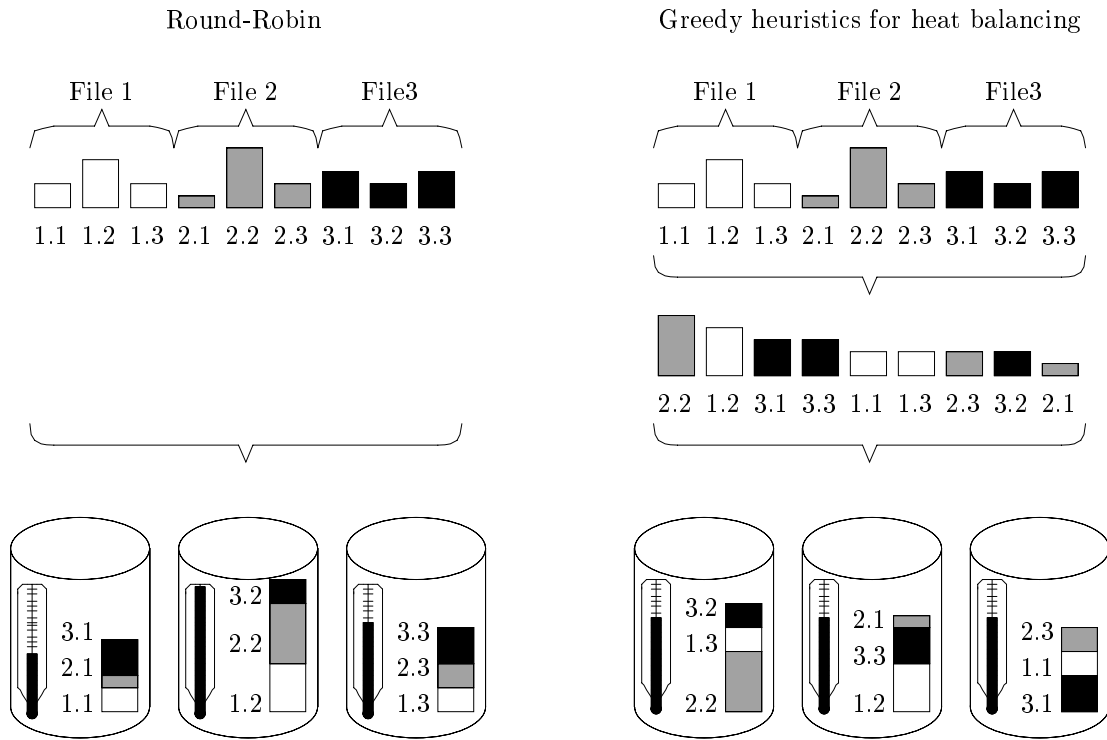 Round-Robin
Greedy heuristics for heat balancing
File 1 File 2 File3
File 1 File 2 File3
1.1 1.2 1.3 2.1 2.2 2.3 3.1 3.2 3.3
1.1 1.2 1.3 2.1 2.2 2.3 3.1 3.2 3.3
2.2 1.2 3.1 3.3 1.1 1.3 2.3 3.2 2.1
3.1
2.1
1.1
3.2
2.2
1.2
3.3
2.3
1.3
3.2
1.3
2.2
2.1
3.3
1.2
2.3
1.1
3.1